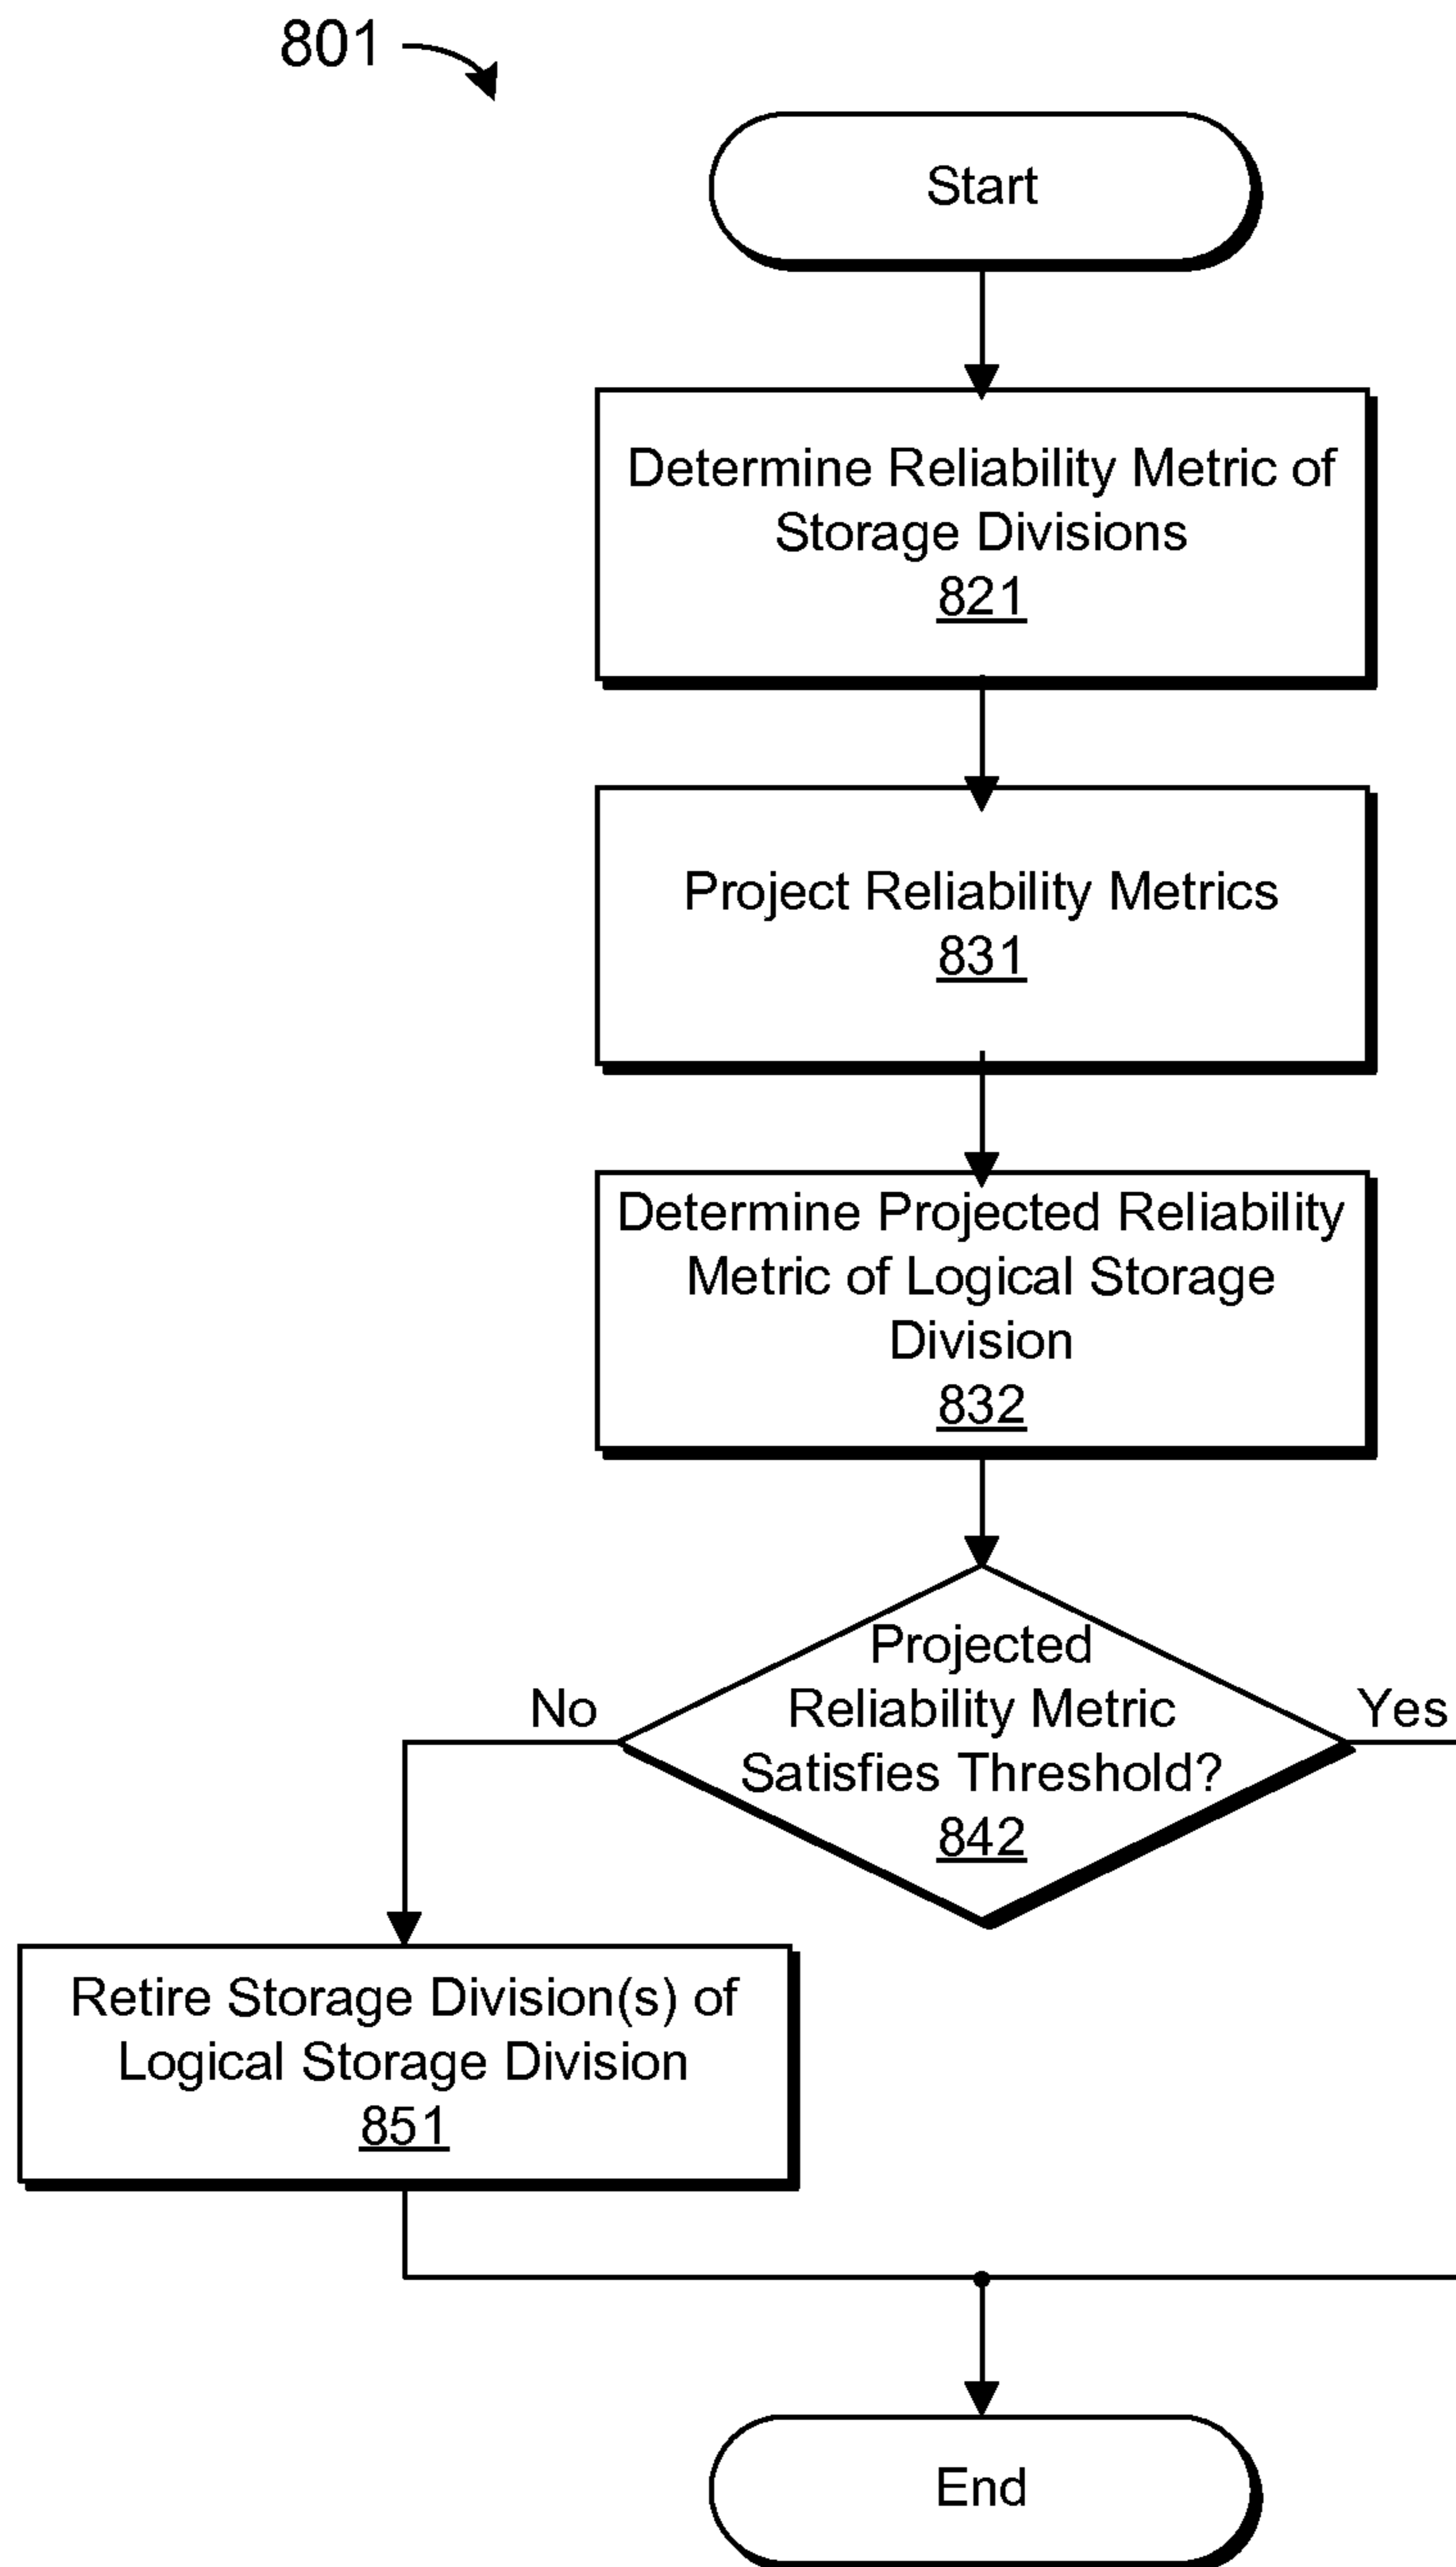 801
Start
Determine Reliability Metric of
Storage Divisions
821
Project Reliability Metrics
831
Determine Projected Reliability
Metric of Logical Storage
Division
832
Projected
Reliability Metric
Satisfies Threshold?
842
No
Yes
Retire Storage Division(s) of
Logical Storage Division
851
End